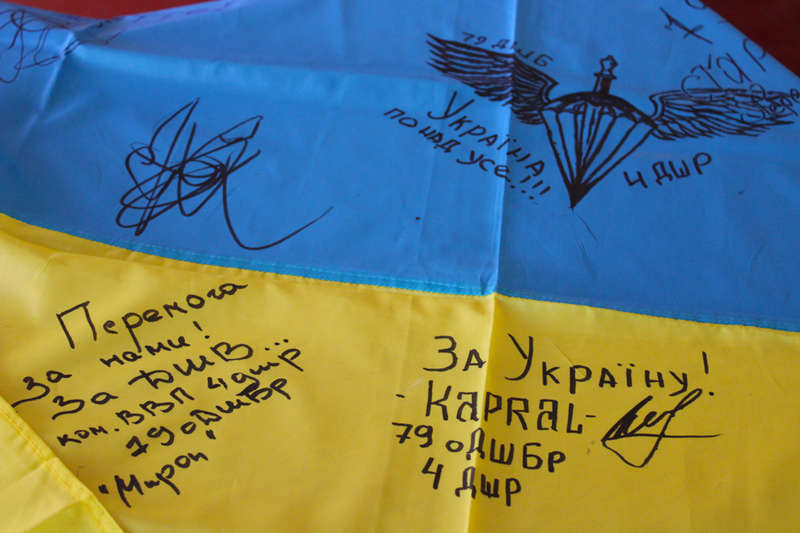 79 ДШБ
Україна
понад усе...!!!
4 ДШР
Перемога
за нами!
За ДШВ...
ком. ВВП 4 дшр
79 ОДШБр
"Мирон"
За Україну!
- KAPRAL -
79 оДШБр
4 ДШР